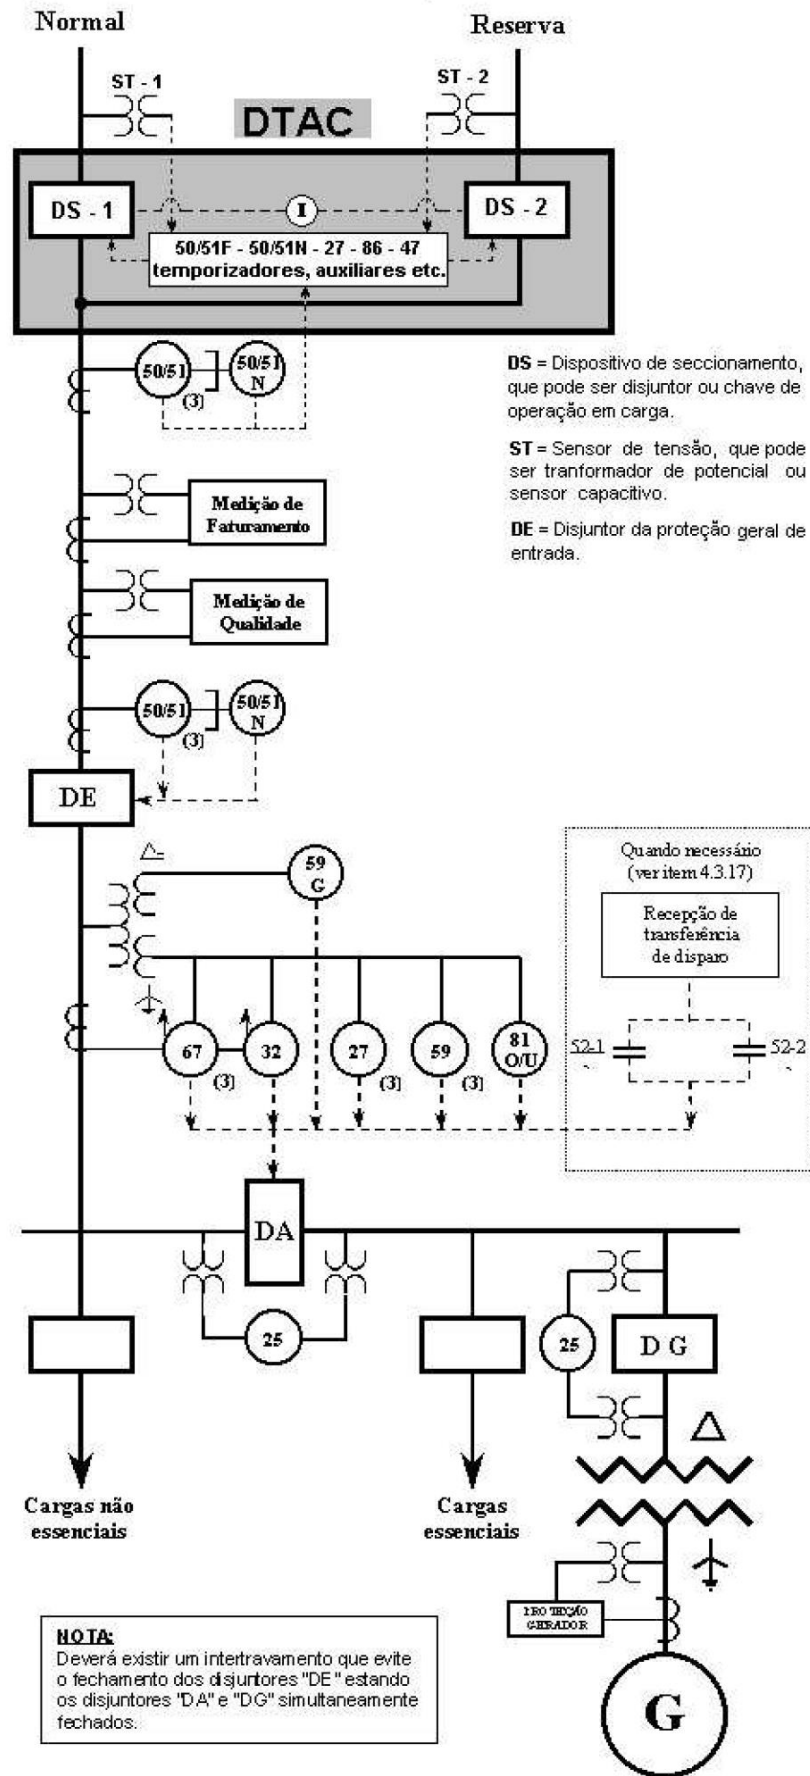 Normal
Reserva
ST - 1
ST - 2
DTAC
DS - 1
I
DS - 2
50/51F - 50/51N - 27 - 86 - 47
temporizadores, auxiliares etc.
50/51
(3)
50/51
N
DS = Dispositivo de seccionamento,
que pode ser disjuntor ou chave de
operação em carga.
ST = Sensor de tensão, que pode
ser tranformador de potencial ou
sensor capacitivo.
DE = Disjuntor da proteção geral de
entrada.
Medição de
Faturamento
Medição de
Qualidade
50/51
(3)
50/51
N
DE
59
G
Quando necessário
(ver item 4.3.17)
Recepção de
transferência
de disparo
52-1
52-2
67
(3)
32
27
(3)
59
(3)
81
O/U
DA
25
25
D G
Cargas não
essenciais
Cargas
essenciais
PROTEÇÃO
GERADOR
G
NOTA:
Deverá existir um intertravamento que evite
o fechamento dos disjuntores "DE" estando
os disjuntores "DA" e "DG" simultaneamente
fechados.